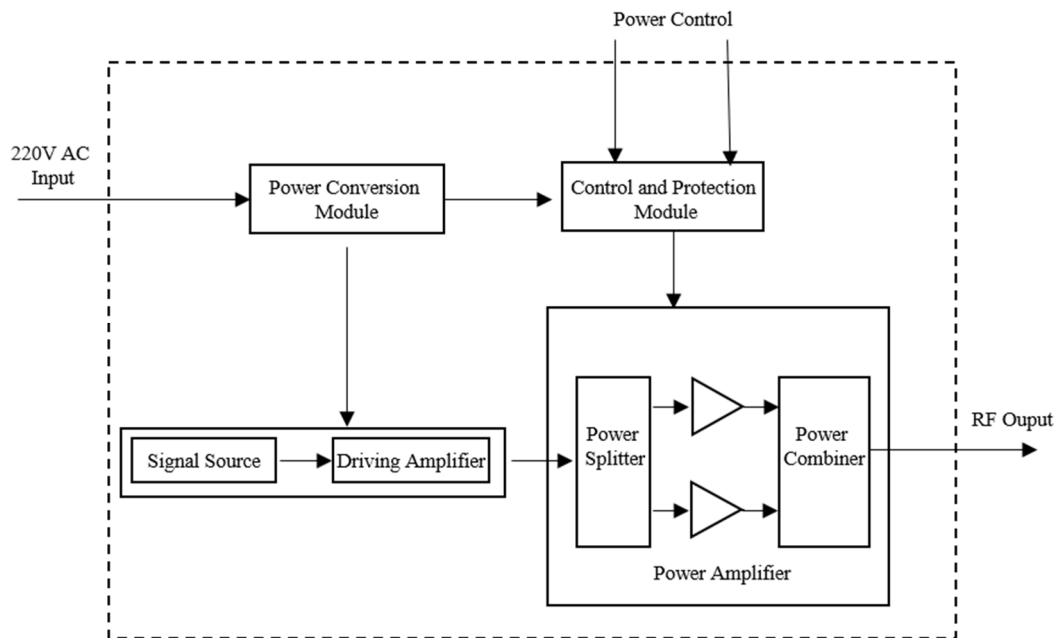 Power Control
220V AC
Input
Power Conversion
Module
Control and Protection
Module
Signal Source
Driving Amplifier
Power
Splitter
Power
Combiner
RF Ouput
Power Amplifier